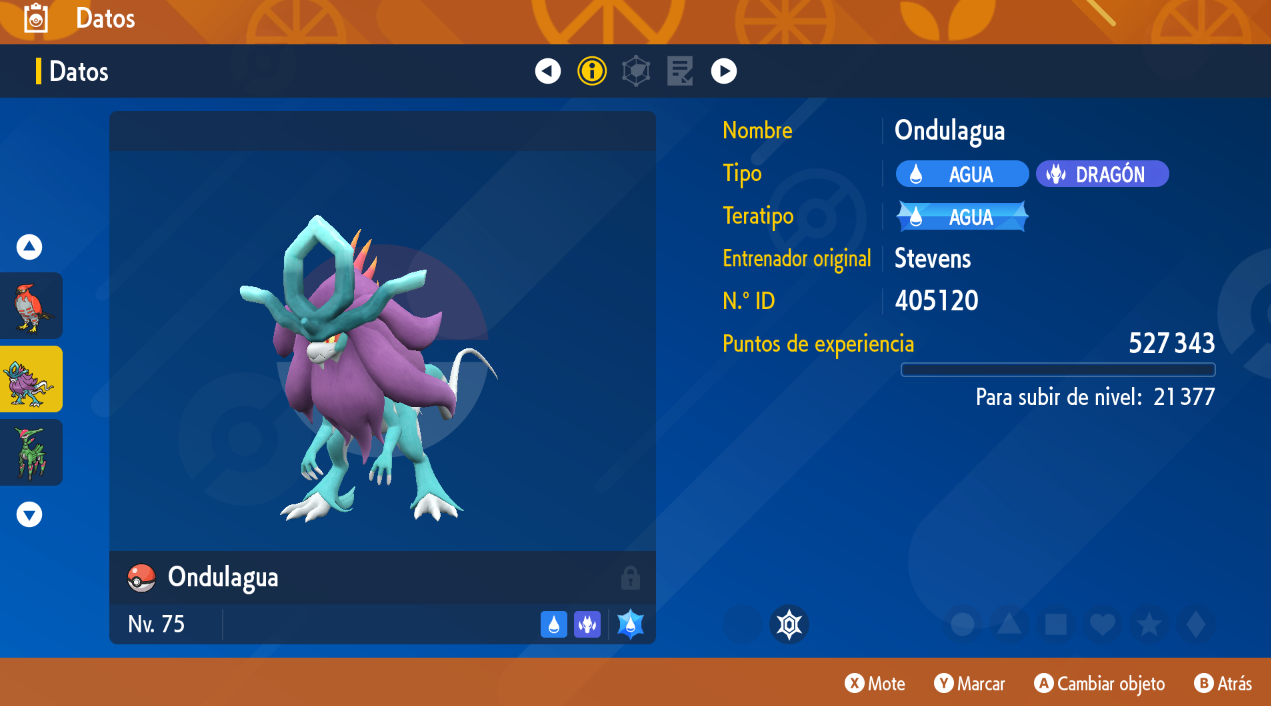 Datos
Datos
Nombre Ondulagua
Tipo AGUA DRAGÓN
Teratipo AGUA
Entrenador original Stevens
N.º ID 405120
Puntos de experiencia 527 343
Para subir de nivel: 21 377
Ondulagua
Nv. 75
X Mote Y Marcar A Cambiar objeto B Atrás